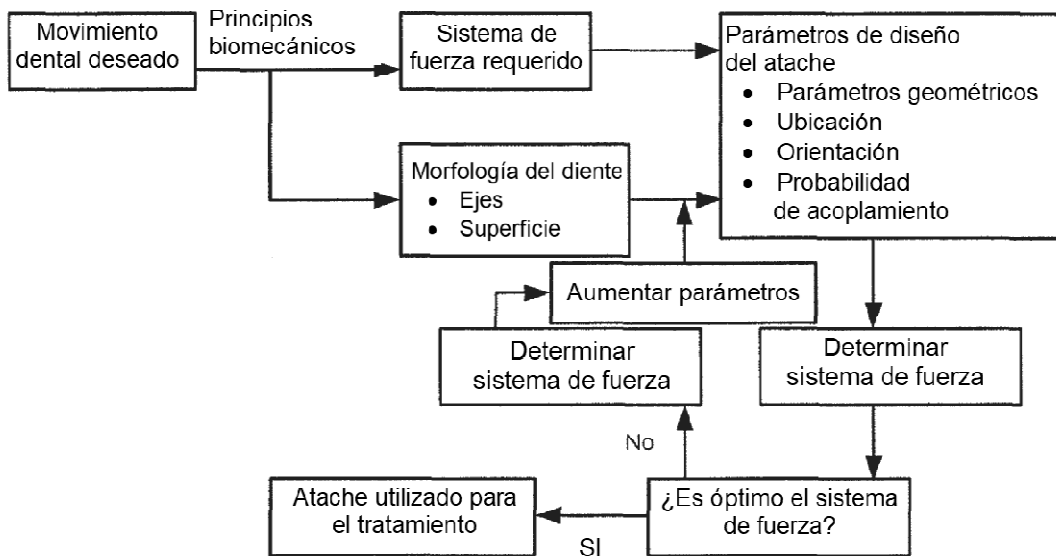 Movimiento
dental deseado
Principios
biomecánicos
Sistema de
fuerza requerido
Parámetros de diseño
del atache
• Parámetros geométricos
• Ubicación
• Orientación
• Probabilidad
de acoplamiento
Morfología del diente
• Ejes
• Superficie
Aumentar parámetros
Determinar
sistema de fuerza
Determinar
sistema de fuerza
No
¿Es óptimo el sistema
de fuerza?
SI
Atache utilizado para
el tratamiento